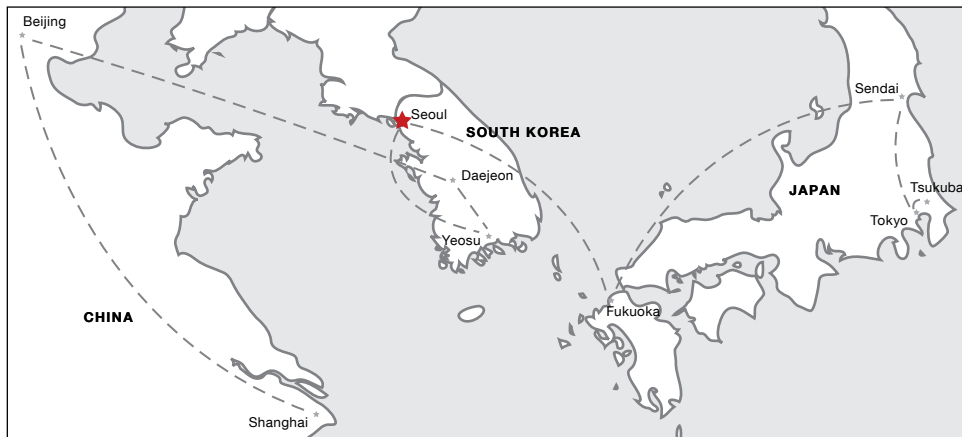 Beijing
Sendai
Seoul
SOUTH KOREA
Daejeon
JAPAN
Tsukuba
Tokyo
Yeosu
Fukuoka
CHINA
Shanghai